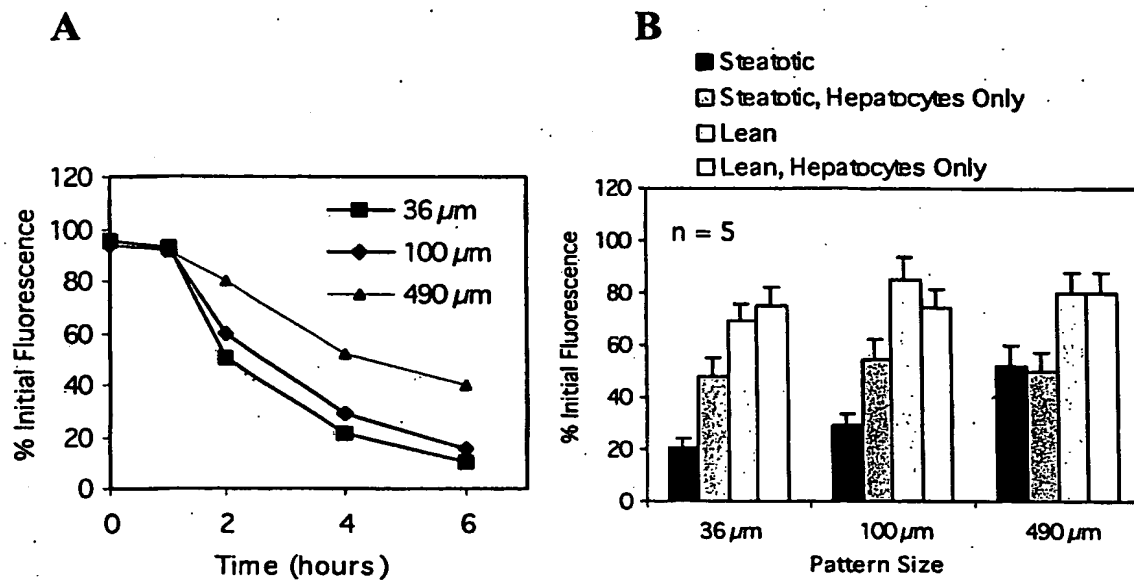 A
120
100
80
60
40
20
0
% Initial Fluorescence
36 µm
100 µm
490 µm
0 2 4 6
Time (hours)
B
Steatotic
Steatotic, Hepatocytes Only
Lean
Lean, Hepatocytes Only
120
100
80
60
40
20
0
% Initial Fluorescence
n = 5
36 µm 100 µm 490 µm
Pattern Size